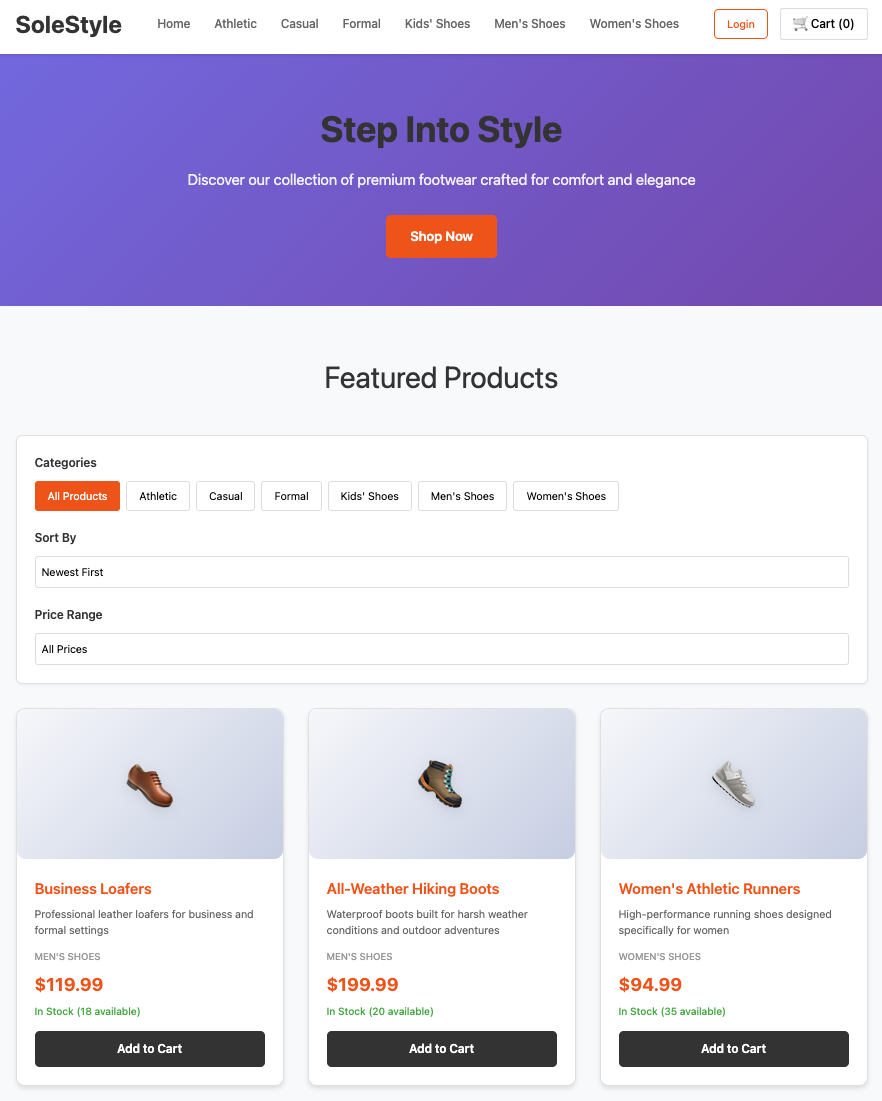 SoleStyle
Home Athletic Casual Formal Kids' Shoes Men's Shoes Women's Shoes Login Cart (0)
Step Into Style
Discover our collection of premium footwear crafted for comfort and elegance
Shop Now
Featured Products
Categories
All Products Athletic Casual Formal Kids' Shoes Men's Shoes Women's Shoes
Sort By
Newest First
Price Range
All Prices
Business Loafers
Professional leather loafers for business and
formal settings
MEN'S SHOES
$119.99
In Stock (18 available)
Add to Cart
All-Weather Hiking Boots
Waterproof boots built for harsh weather
conditions and outdoor adventures
MEN'S SHOES
$199.99
In Stock (20 available)
Add to Cart
Women's Athletic Runners
High-performance running shoes designed
specifically for women
WOMEN'S SHOES
$94.99
In Stock (35 available)
Add to Cart